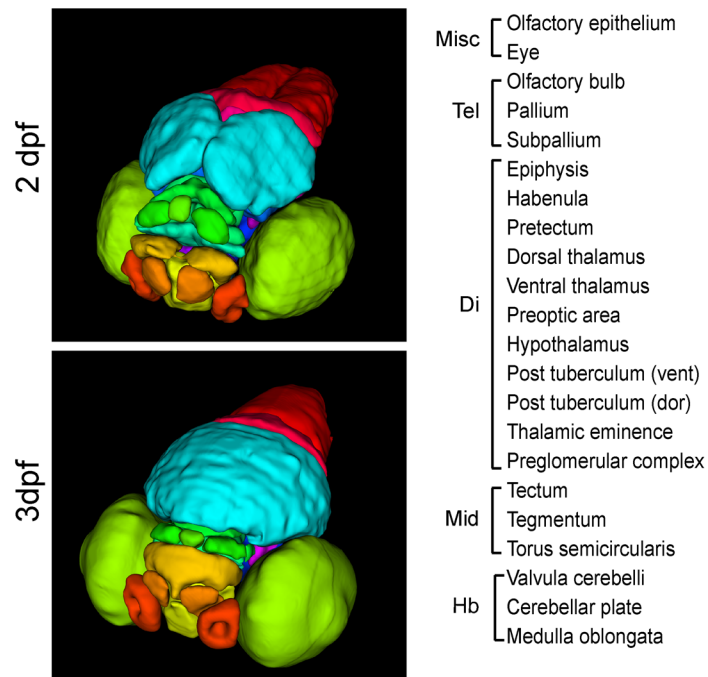 2 dpf
3dpf
Misc
Olfactory epithelium
Eye
Tel
Olfactory bulb
Pallium
Subpallium
Di
Epiphysis
Habenula
Pretectum
Dorsal thalamus
Ventral thalamus
Preoptic area
Hypothalamus
Post tuberculum (vent)
Post tuberculum (dor)
Thalamic eminence
Preglomerular complex
Mid
Tectum
Tegmentum
Torus semicircularis
Hb
Valvula cerebelli
Cerebellar plate
Medulla oblongata